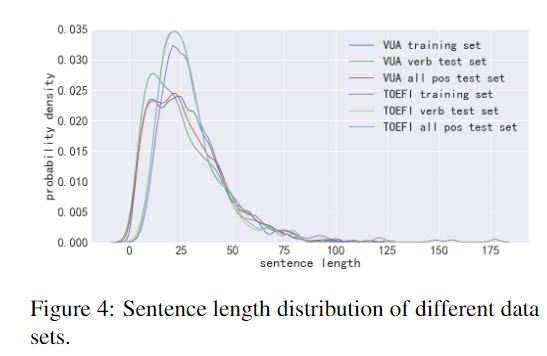 0.035
0.030
0.025
0.020
0.015
0.010
0.005
0.000
probability density
VUA training set
VUA verb test set
VUA all pos test set
TOEFI training set
TOEFI verb test set
TOEFI all pos test set
0 25 50 75 100 125 150 175
sentence length
Figure 4: Sentence length distribution of different data
sets.